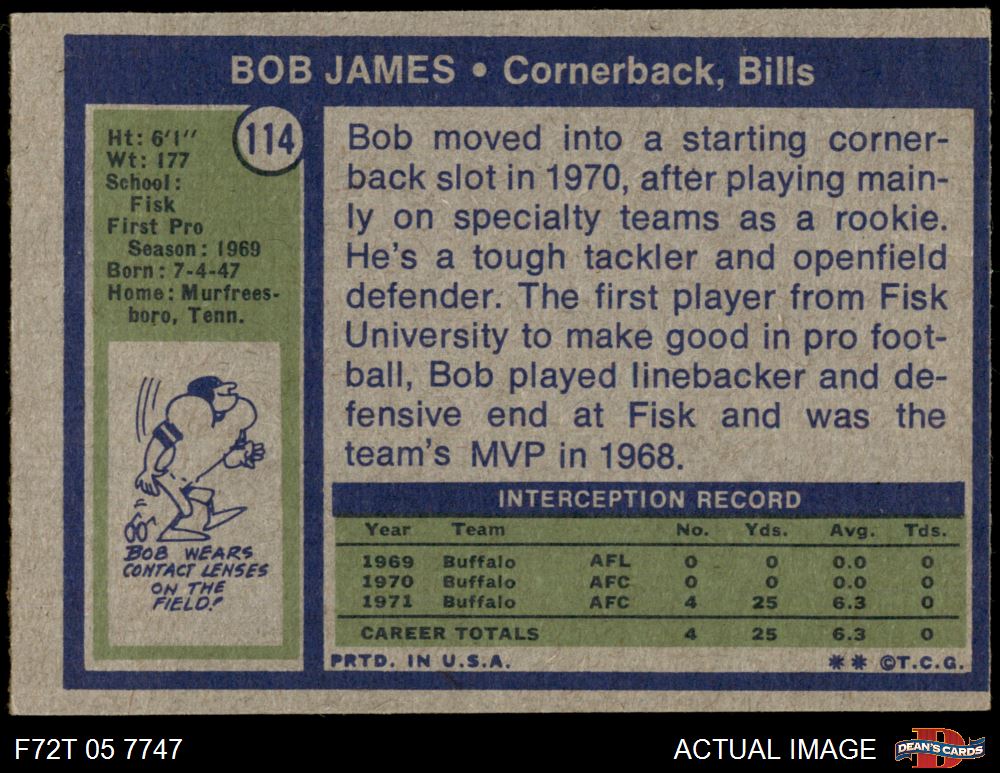 BOB JAMES • Cornerback, Bills
114
Ht: 6'1''
Wt: 177
School:
Fisk
First Pro
Season: 1969
Born: 7-4-47
Home: Murfrees-
boro, Tenn.
BOB WEARS
CONTACT LENSES
ON THE
FIELD!
Bob moved into a starting corner-
back slot in 1970, after playing main-
ly on specialty teams as a rookie.
He's a tough tackler and openfield
defender. The first player from Fisk
University to make good in pro foot-
ball, Bob played linebacker and de-
fensive end at Fisk and was the
team's MVP in 1968.
INTERCEPTION RECORD
Year Team No. Yds. Avg. Tds.
1969 Buffalo AFL 0 0 0.0 0
1970 Buffalo AFC 0 0 0.0 0
1971 Buffalo AFC 4 25 6.3 0
CAREER TOTALS 4 25 6.3 0
PRTD. IN U.S.A. ** ©T.C.G.
F72T 05 7747 ACTUAL IMAGE DEAN'S CARDS